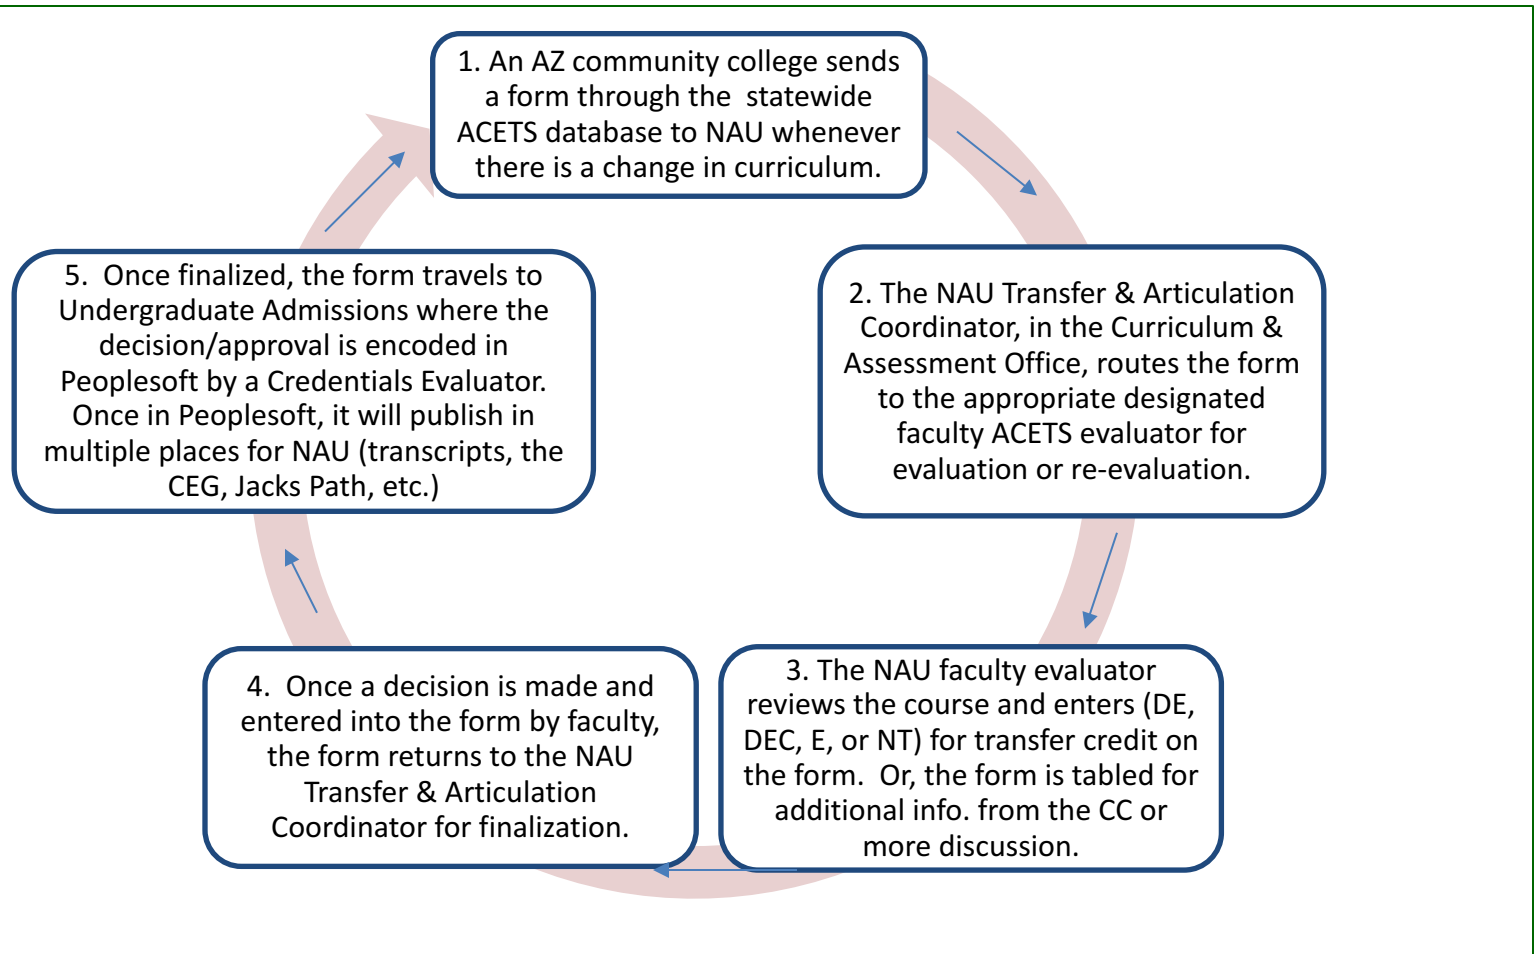 1. An AZ community college sends
a form through the statewide
ACETS database to NAU whenever
there is a change in curriculum.
2. The NAU Transfer & Articulation
Coordinator, in the Curriculum &
Assessment Office, routes the form
to the appropriate designated
faculty ACETS evaluator for
evaluation or re-evaluation.
3. The NAU faculty evaluator
reviews the course and enters (DE,
DEC, E, or NT) for transfer credit on
the form. Or, the form is tabled for
additional info. from the CC or
more discussion.
4. Once a decision is made and
entered into the form by faculty,
the form returns to the NAU
Transfer & Articulation
Coordinator for finalization.
5. Once finalized, the form travels to
Undergraduate Admissions where the
decision/approval is encoded in
Peoplesoft by a Credentials Evaluator.
Once in Peoplesoft, it will publish in
multiple places for NAU (transcripts, the
CEG, Jacks Path, etc.)